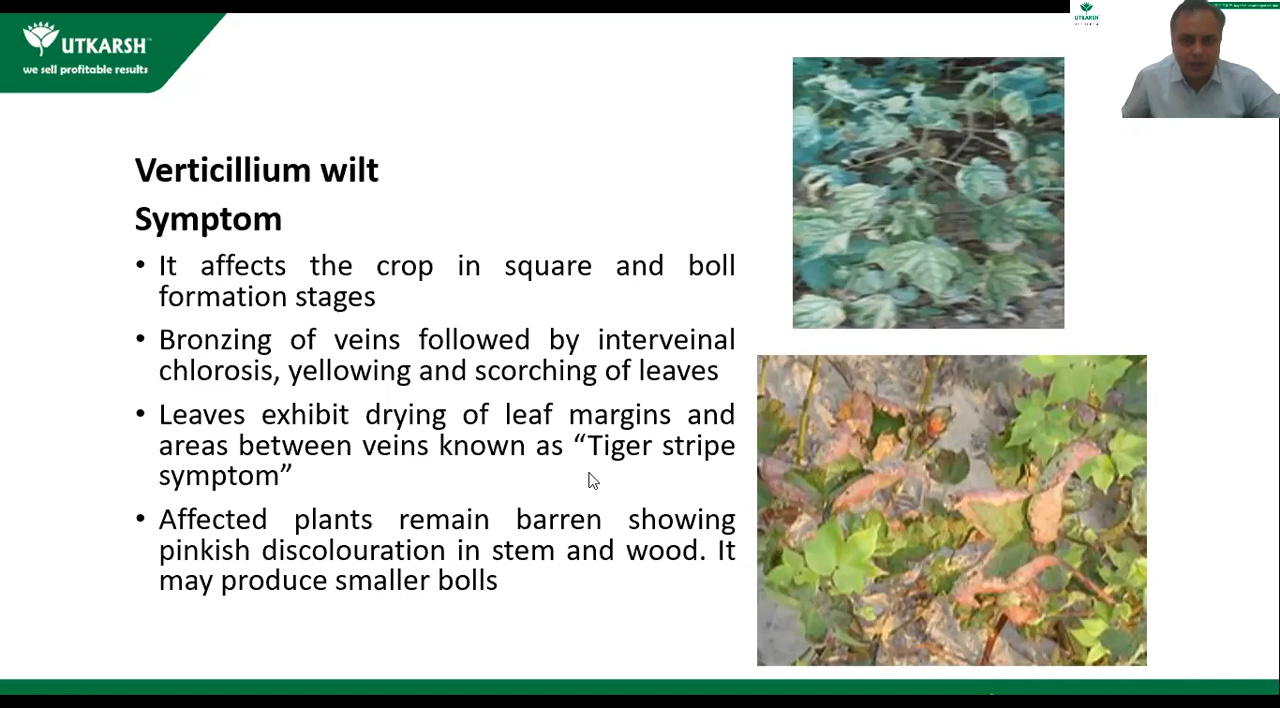 UTKARSH
we sell profitable results
Verticillium wilt
Symptom
• It affects the crop in square and boll
formation stages
• Bronzing of veins followed by interveinal
chlorosis, yellowing and scorching of leaves
• Leaves exhibit drying of leaf margins and
areas between veins known as “Tiger stripe
symptom”
• Affected plants remain barren showing
pinkish discolouration in stem and wood. It
may produce smaller bolls
UTKARSH